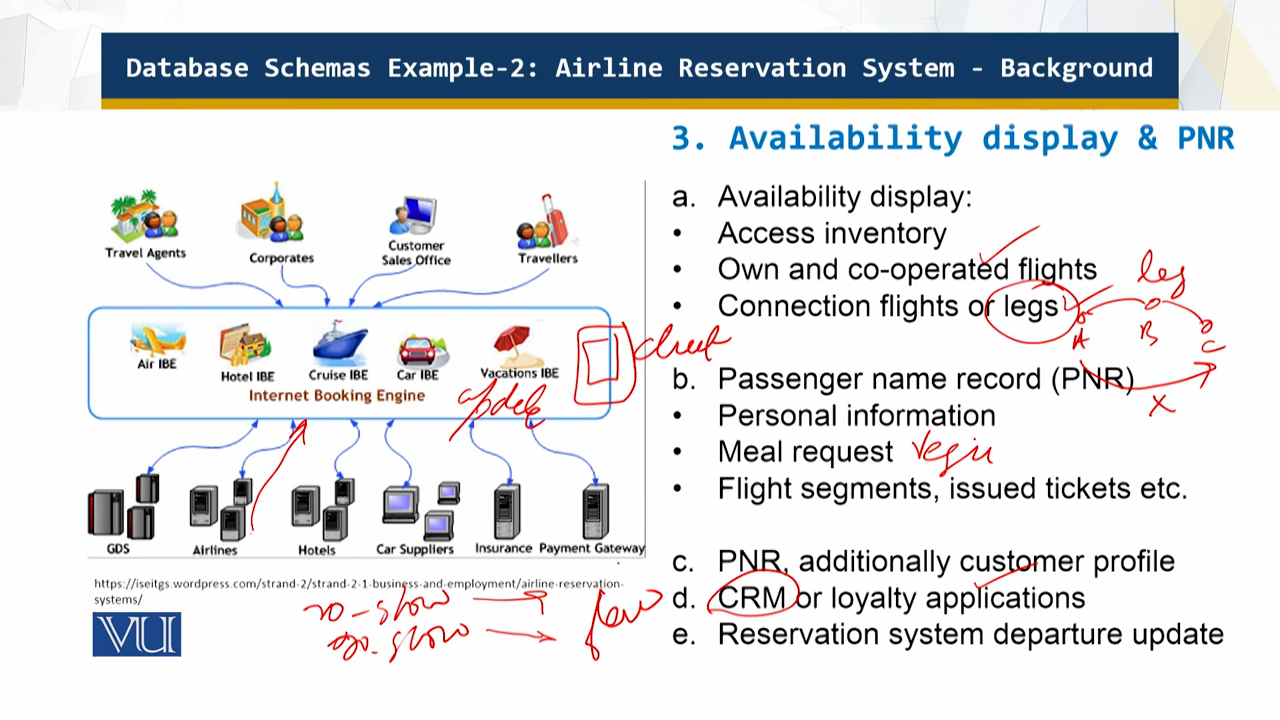 Database Schemas Example-2: Airline Reservation System - Background
3. Availability display & PNR
Travel Agents
Corporates
Customer
Sales Office
Travellers
Air IBE
Hotel IBE
Cruise IBE
Car IBE
Vacations IBE
Internet Booking Engine
update
GDS
Airlines
Hotels
Car Suppliers
Insurance
Payment Gateway
https://iseitgs.wordpress.com/strand-2/strand-2-1-business-and-employment/airline-reservation-
systems/
no-show
VU
a. Availability display:
• Access inventory
• Own and co-operated flights
• Connection flights or legs
leg
A
B
C
X
b. Passenger name record (PNR)
• Personal information
• Meal request
• Flight segments, issued tickets etc.
c. PNR, additionally customer profile
d. CRM or loyalty applications
e. Reservation system departure update